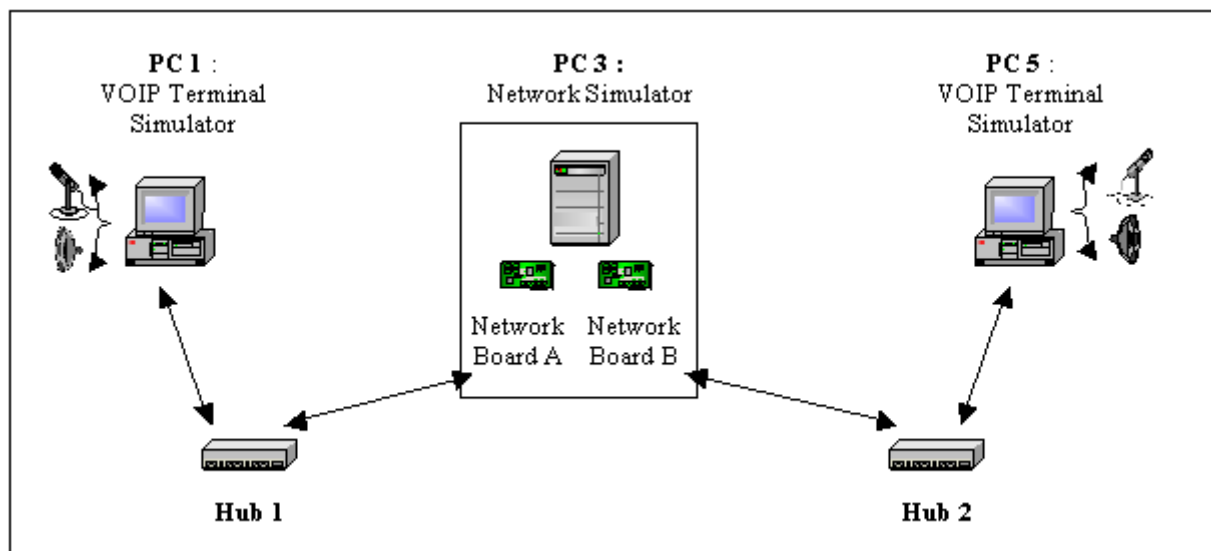 PC 1 :
VOIP Terminal
Simulator
PC 3 :
Network Simulator
Network
Board A
Network
Board B
PC 5 :
VOIP Terminal
Simulator
Hub 1
Hub 2